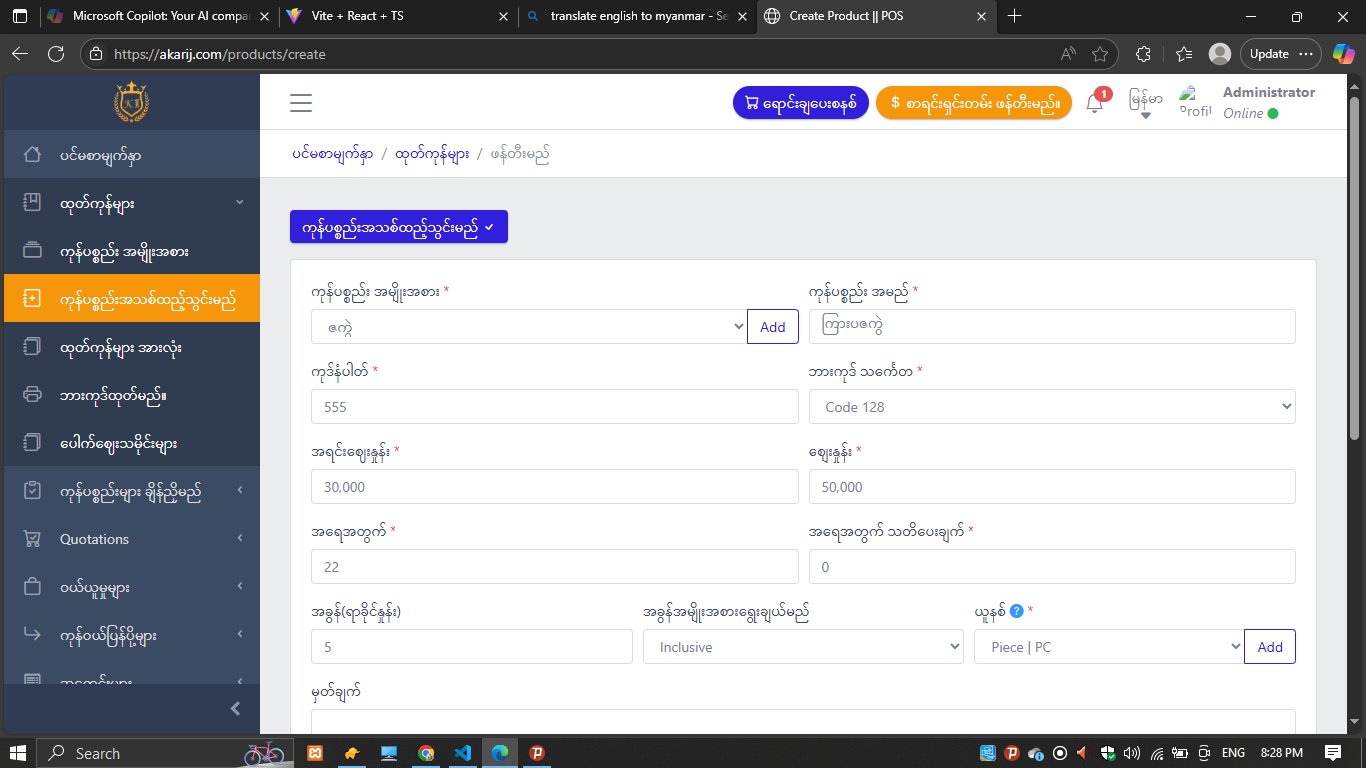 Microsoft Copilot: Your AI compa
Vite + React + TS
translate english to myanmar - Se
Create Product || POS
https://akarij.com/products/create
Update
ရောင်းချပေးစနစ်
$ စာရင်းရှင်းတမ်း ဖန်တီးမည်။
1
မြန်မာ
Profil
Administrator
Online
ပင်မစာမျက်နှာ / ထုတ်ကုန်များ / ဖန်တီးမည်
ပင်မစာမျက်နှာ
ထုတ်ကုန်များ
ကုန်ပစ္စည်း အမျိုးအစား
ကုန်ပစ္စည်းအသစ်ထည့်သွင်းမည်
ထုတ်ကုန်များ အားလုံး
ဘားကုဒ်ထုတ်မည်။
ပေါက်ဈေးသမိုင်းများ
ကုန်ပစ္စည်းများ ချိန်ညှိမည်
Quotations
ဝယ်ယူမှုများ
ကုန်ဝယ်ပြန်ပို့များ
ကုန်ပစ္စည်းအသစ်ထည့်သွင်းမည်
ကုန်ပစ္စည်း အမျိုးအစား *
ကုန်ပစ္စည်း အမည် *
ဇကွဲ
Add
ကြားပဇကွဲ
ကုဒ်နံပါတ် *
ဘားကုဒ် သင်္ကေတ *
555
Code 128
အရင်းဈေးနှုန်း *
ဈေးနှုန်း *
30,000
50,000
အရေအတွက် *
အရေအတွက် သတိပေးချက် *
22
0
အခွန်(ရာခိုင်နှုန်း)
အခွန်အမျိုးအစားရွေးချယ်မည်
ယူနစ် ? *
5
Inclusive
Piece | PC
Add
မှတ်ချက်
Search
ENG
8:28 PM